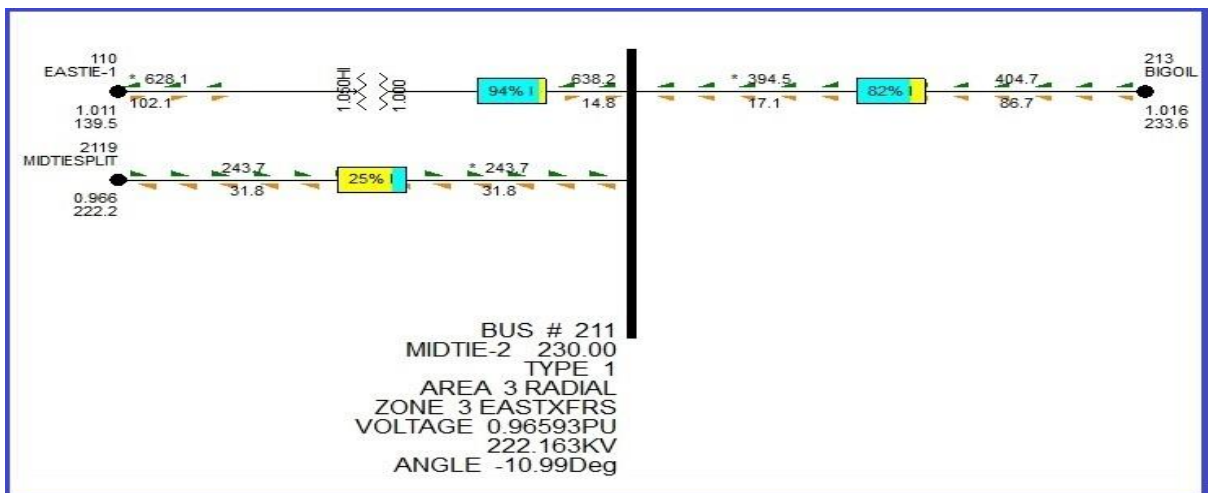 110
EASTIE-1
* 628.1
102.1
1.011
139.5
1.050HI
1.000
94% I
638.2
14.8
* 394.5
17.1
82% I
404.7
86.7
213
BIGOIL
1.016
233.6
2119
MIDTIESPLIT
243.7
31.8
25% I
* 243.7
31.8
0.966
222.2
BUS # 211
MIDTIE-2 230.00
TYPE 1
AREA 3 RADIAL
ZONE 3 EASTXFRS
VOLTAGE 0.96593PU
222.163KV
ANGLE -10.99Deg